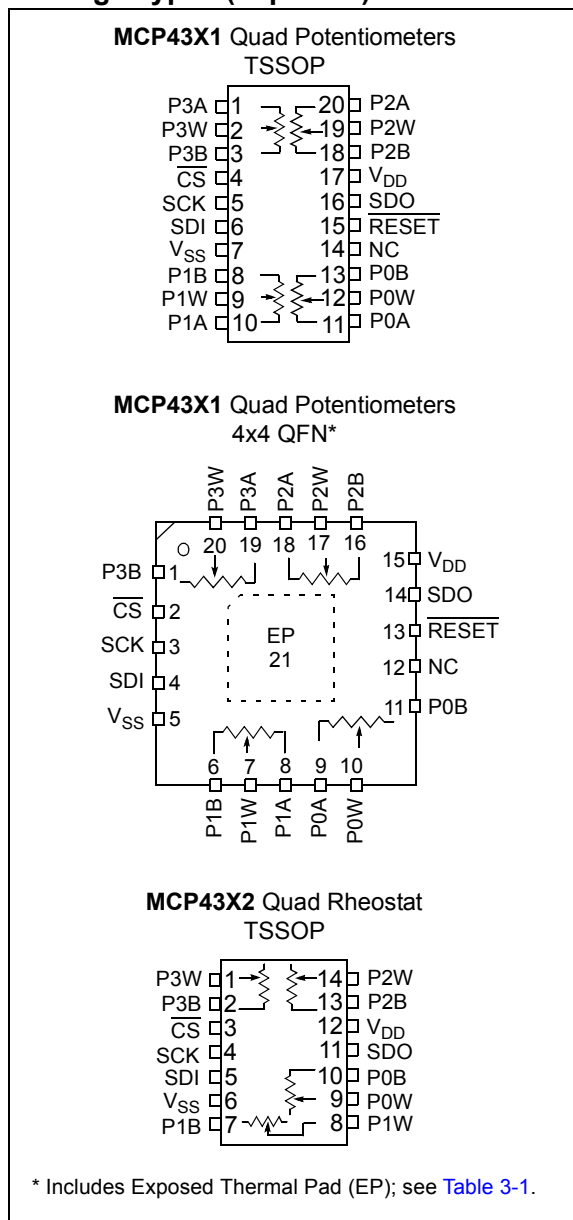 MCP43X1 Quad Potentiometers
TSSOP
P3A 1 20 P2A
P3W 2 19 P2W
P3B 3 18 P2B
CS 4 17 VDD
SCK 5 16 SDO
SDI 6 15 RESET
VSS 7 14 NC
P1B 8 13 P0B
P1W 9 12 P0W
P1A 10 11 P0A
MCP43X1 Quad Potentiometers
4x4 QFN*
P3W P3A P2A P2W P2B
20 19 18 17 16
P3B 1 15 VDD
CS 2 14 SDO
SCK 3 13 RESET
SDI 4 12 NC
VSS 5 11 P0B
EP
21
6 7 8 9 10
P1B P1W P1A P0A P0W
MCP43X2 Quad Rheostat
TSSOP
P3W 1 14 P2W
P3B 2 13 P2B
CS 3 12 VDD
SCK 4 11 SDO
SDI 5 10 P0B
VSS 6 9 P0W
P1B 7 8 P1W
* Includes Exposed Thermal Pad (EP); see Table 3-1.